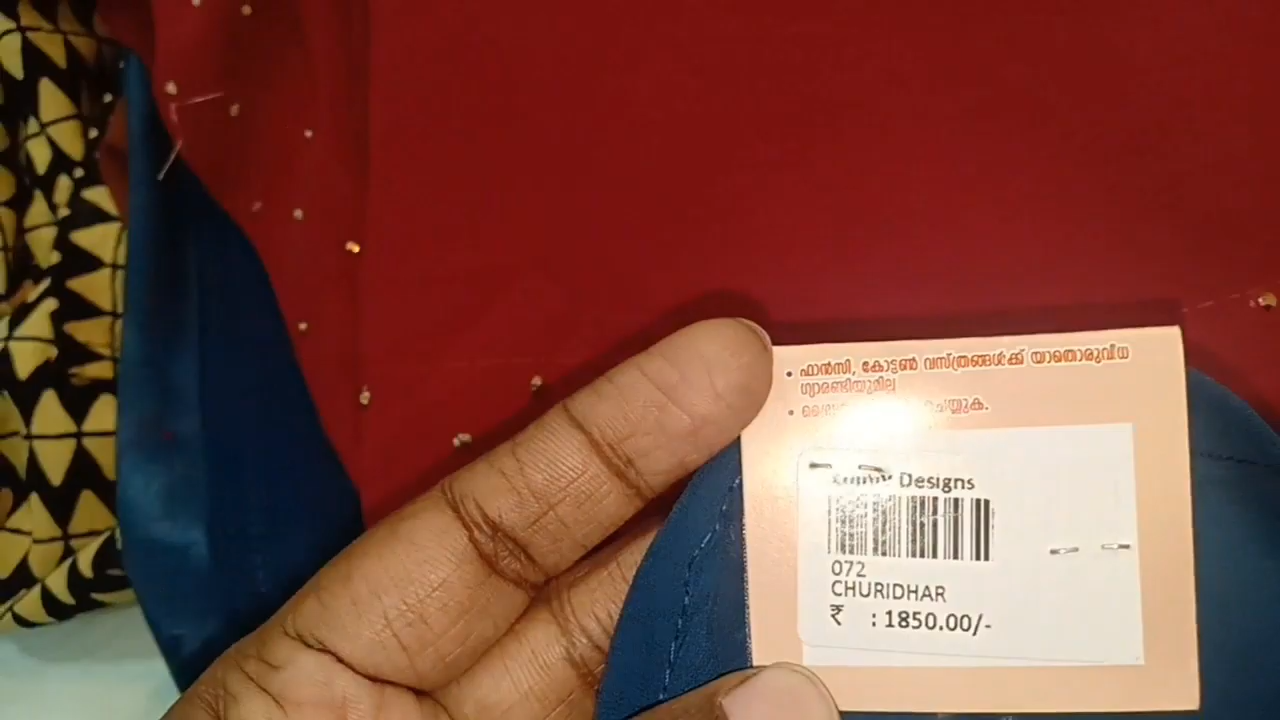 • ഫാൻസി, കോട്ടൺ വസ്ത്രങ്ങൾക്ക് യാതൊരുവിധ
ഗ്യാരണ്ടിയുമില്ല
• ചെയ്യുക.
Designs
072
CHURIDHAR
₹ : 1850.00/-